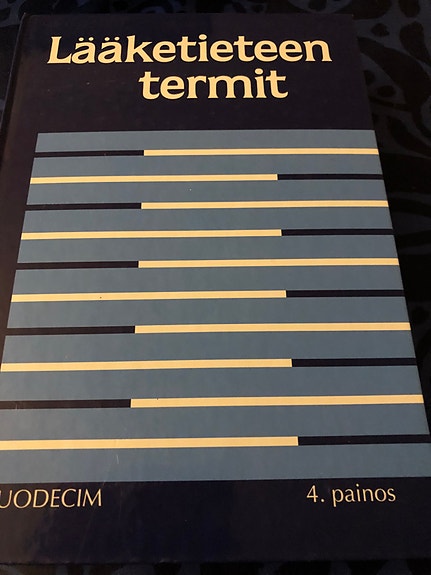 Lääketieteen
termit
UODECIM
4. painos